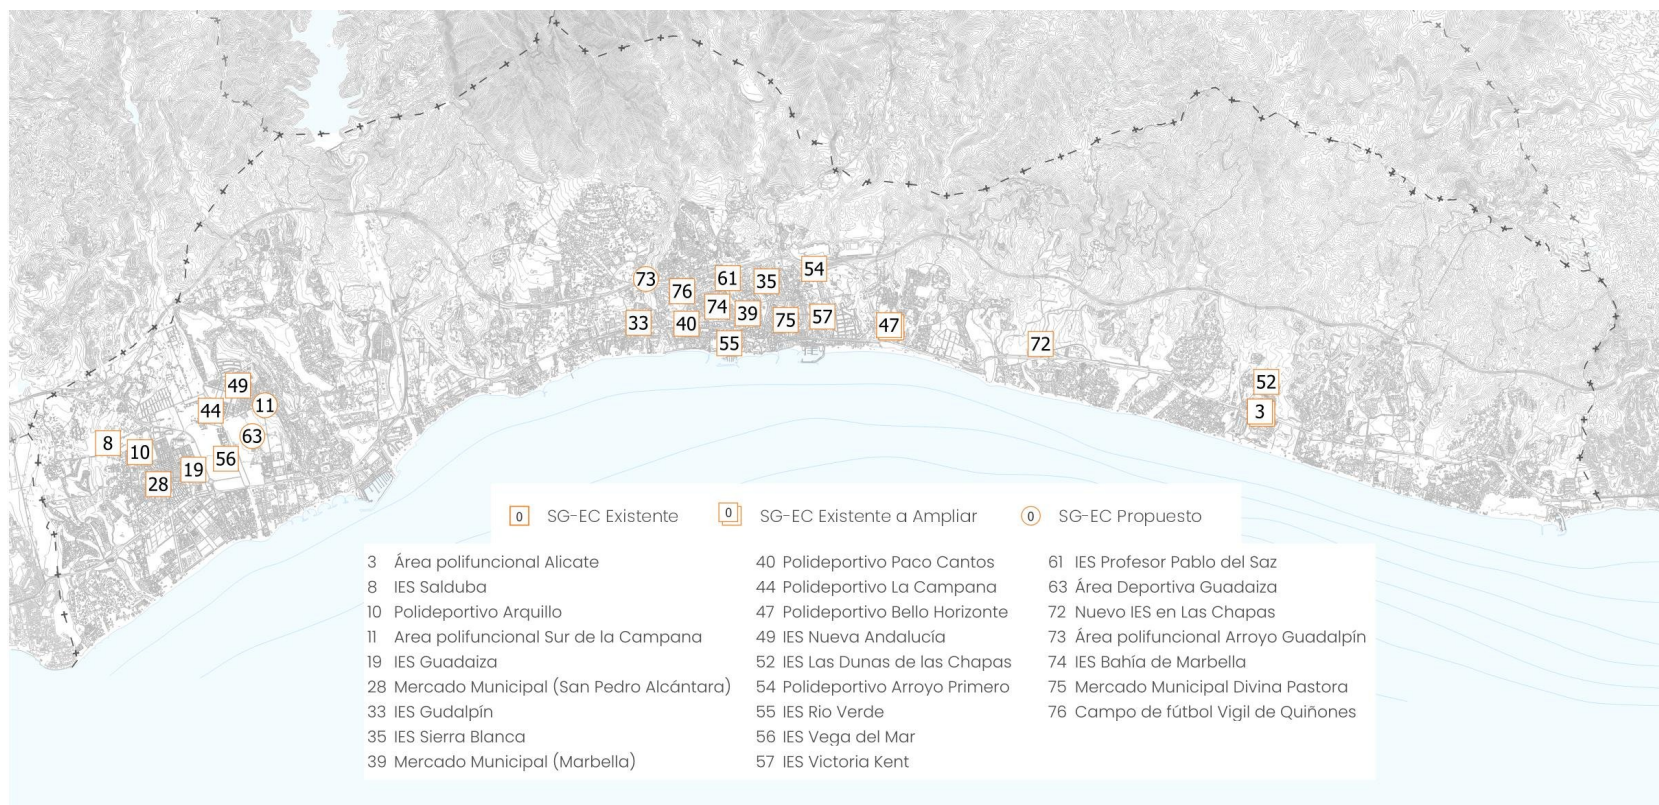 73
76
61
35
54
33
40
74
39
75
57
55
47
72
52
3
49
44
11
63
8
10
56
19
28
0 SG-EC Existente
0 SG-EC Existente a Ampliar
0 SG-EC Propuesto
3 Área polifuncional Alicate
8 IES Salduba
10 Polideportivo Arquillo
11 Area polifuncional Sur de la Campana
19 IES Guadaiza
28 Mercado Municipal (San Pedro Alcántara)
33 IES Gudalpín
35 IES Sierra Blanca
39 Mercado Municipal (Marbella)
40 Polideportivo Paco Cantos
44 Polideportivo La Campana
47 Polideportivo Bello Horizonte
49 IES Nueva Andalucía
52 IES Las Dunas de las Chapas
54 Polideportivo Arroyo Primero
55 IES Rio Verde
56 IES Vega del Mar
57 IES Victoria Kent
61 IES Profesor Pablo del Saz
63 Área Deportiva Guadaiza
72 Nuevo IES en Las Chapas
73 Área polifuncional Arroyo Guadalpín
74 IES Bahía de Marbella
75 Mercado Municipal Divina Pastora
76 Campo de fútbol Vigil de Quiñones